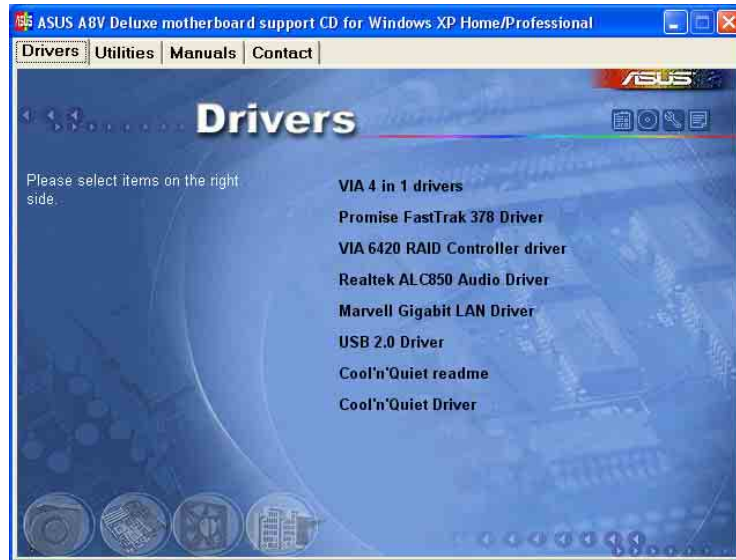 ASUS A8V Deluxe motherboard support CD for Windows XP Home/Professional
Drivers Utilities Manuals Contact
ASUS
Drivers
Please select items on the right
side.
VIA 4 in 1 drivers
Promise FastTrak 378 Driver
VIA 6420 RAID Controller driver
Realtek ALC850 Audio Driver
Marvell Gigabit LAN Driver
USB 2.0 Driver
Cool'n'Quiet readme
Cool'n'Quiet Driver